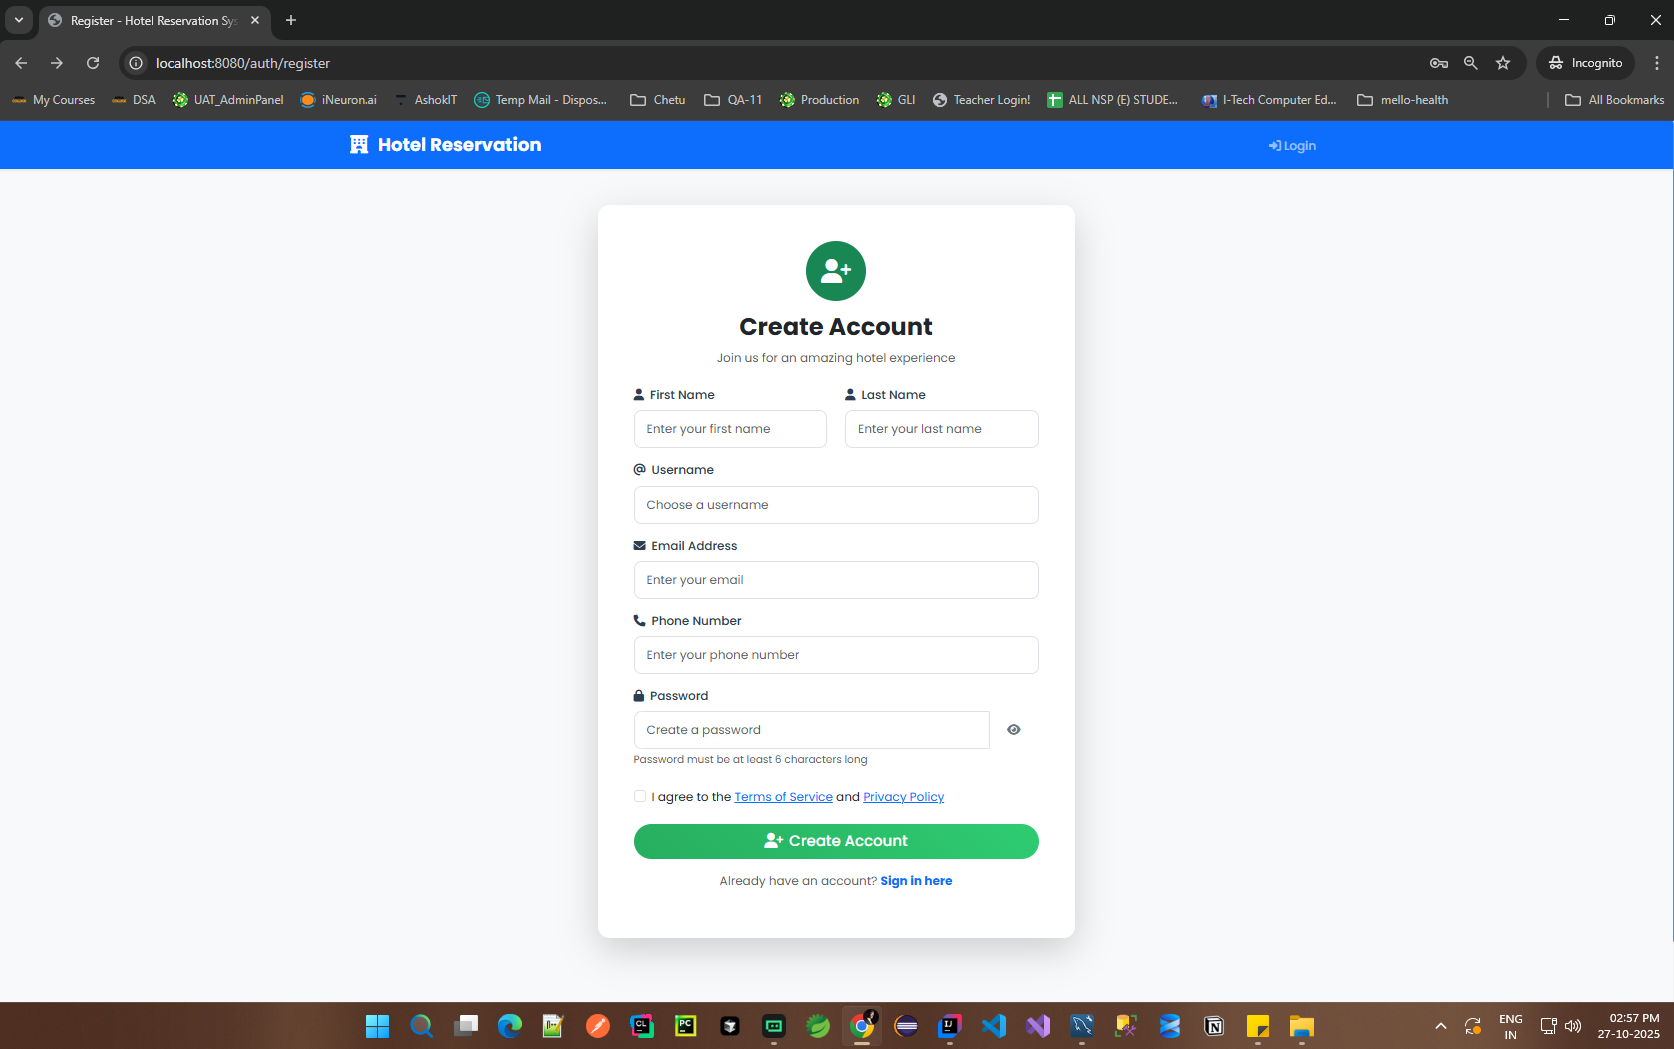 Register - Hotel Reservation Sys
localhost:8080/auth/register
Incognito
My Courses DSA UAT_AdminPanel iNeuron.ai AshokIT Temp Mail - Dispos... Chetu QA-11 Production GLI Teacher Login! ALL NSP (E) STUDE... I-Tech Computer Ed... mello-health All Bookmarks
Hotel Reservation
Login
Create Account
Join us for an amazing hotel experience
First Name Last Name
Enter your first name Enter your last name
Username
Choose a username
Email Address
Enter your email
Phone Number
Enter your phone number
Password
Create a password
Password must be at least 6 characters long
I agree to the Terms of Service and Privacy Policy
Create Account
Already have an account? Sign in here
CL
PC
IJ
ENG
IN
02:57 PM
27-10-2025